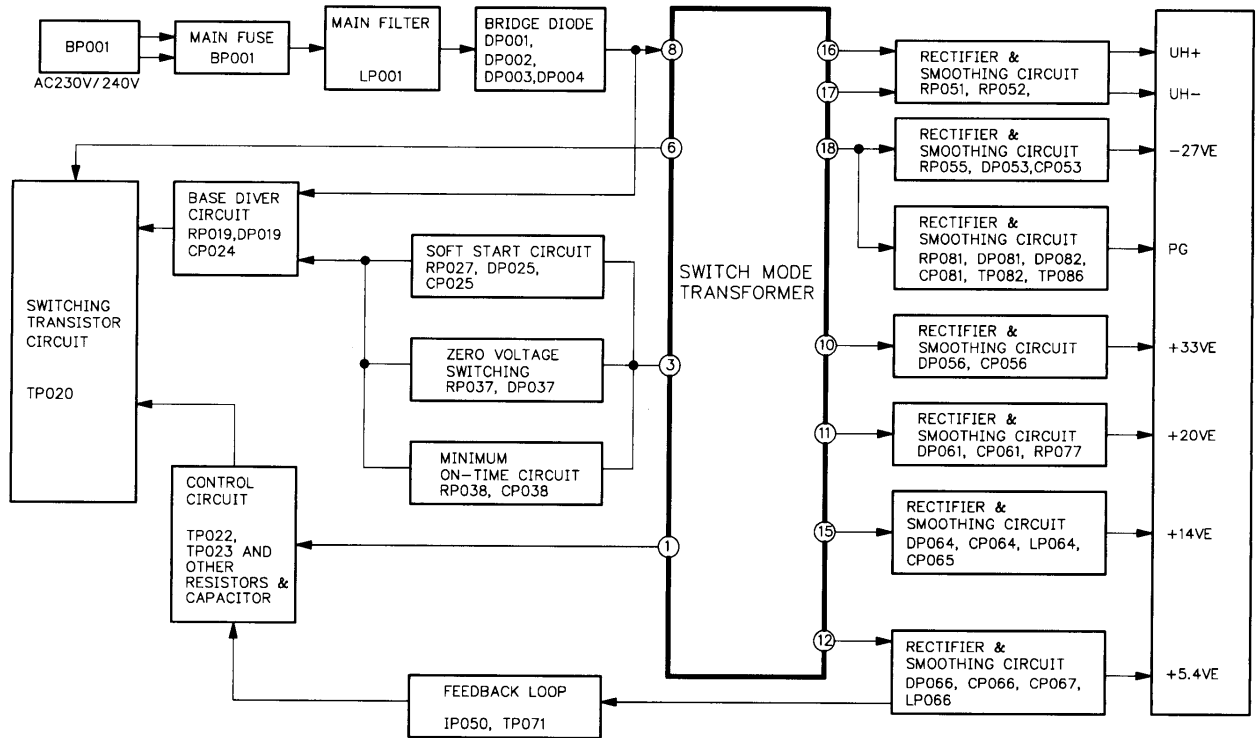 BP001
AC230V/240V
MAIN FUSE
BP001
MAIN FILTER
LP001
BRIDGE DIODE
DP001,
DP002,
DP003,DP004
8
6
3
1
SWITCH MODE
TRANSFORMER
16
17
18
10
11
15
12
SWITCHING
TRANSISTOR
CIRCUIT
TP020
BASE DIVER
CIRCUIT
RP019,DP019
CP024
SOFT START CIRCUIT
RP027, DP025,
CP025
ZERO VOLTAGE
SWITCHING
RP037, DP037
MINIMUM
ON-TIME CIRCUIT
RP038, CP038
CONTROL
CIRCUIT
TP022,
TP023 AND
OTHER
RESISTORS &
CAPACITOR
FEEDBACK LOOP
IP050, TP071
RECTIFIER &
SMOOTHING CIRCUIT
RP051, RP052,
RECTIFIER &
SMOOTHING CIRCUIT
RP055, DP053,CP053
RECTIFIER &
SMOOTHING CIRCUIT
RP081, DP081, DP082,
CP081, TP082, TP086
RECTIFIER &
SMOOTHING CIRCUIT
DP056, CP056
RECTIFIER &
SMOOTHING CIRCUIT
DP061, CP061, RP077
RECTIFIER &
SMOOTHING CIRCUIT
DP064, CP064, LP064,
CP065
RECTIFIER &
SMOOTHING CIRCUIT
DP066, CP066, CP067,
LP066
UH+
UH-
-27VE
PG
+33VE
+20VE
+14VE
+5.4VE